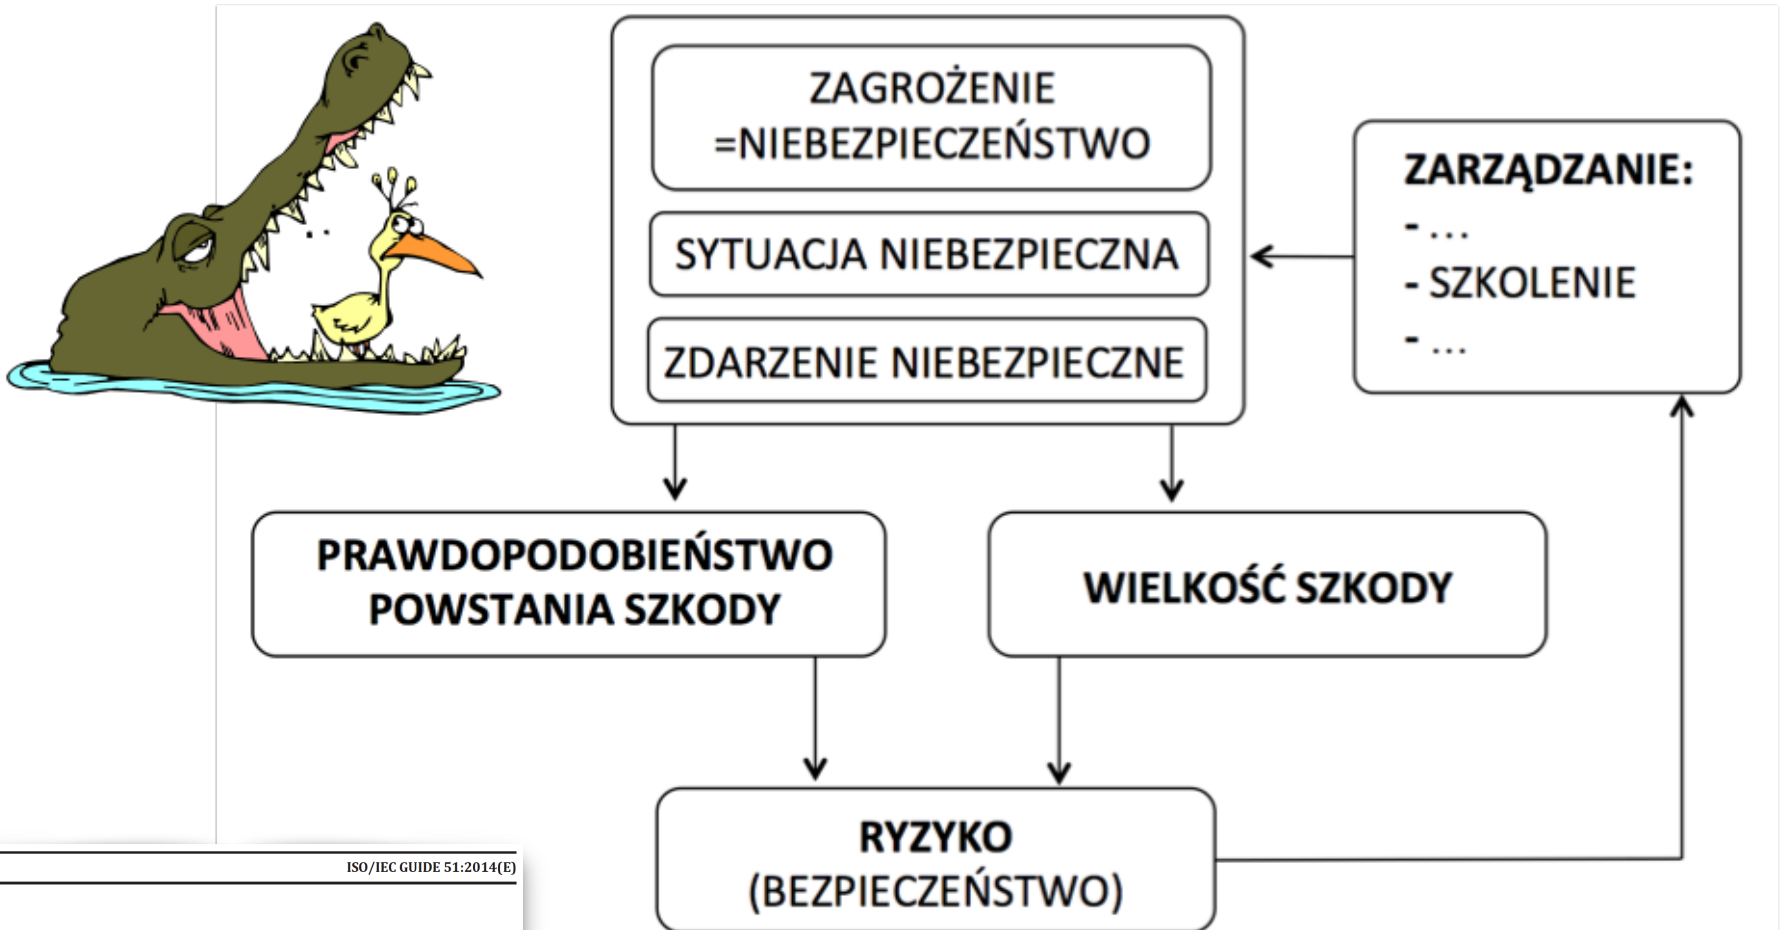 ZAGROŻENIE
=NIEBEZPIECZEŃSTWO
SYTUACJA NIEBEZPIECZNA
ZDARZENIE NIEBEZPIECZNE
ZARZĄDZANIE:
- ...
- SZKOLENIE
- ...
PRAWDOPODOBIEŃSTWO
POWSTANIA SZKODY
WIELKOŚĆ SZKODY
RYZYKO
(BEZPIECZEŃSTWO)
ISO/IEC GUIDE 51:2014(E)